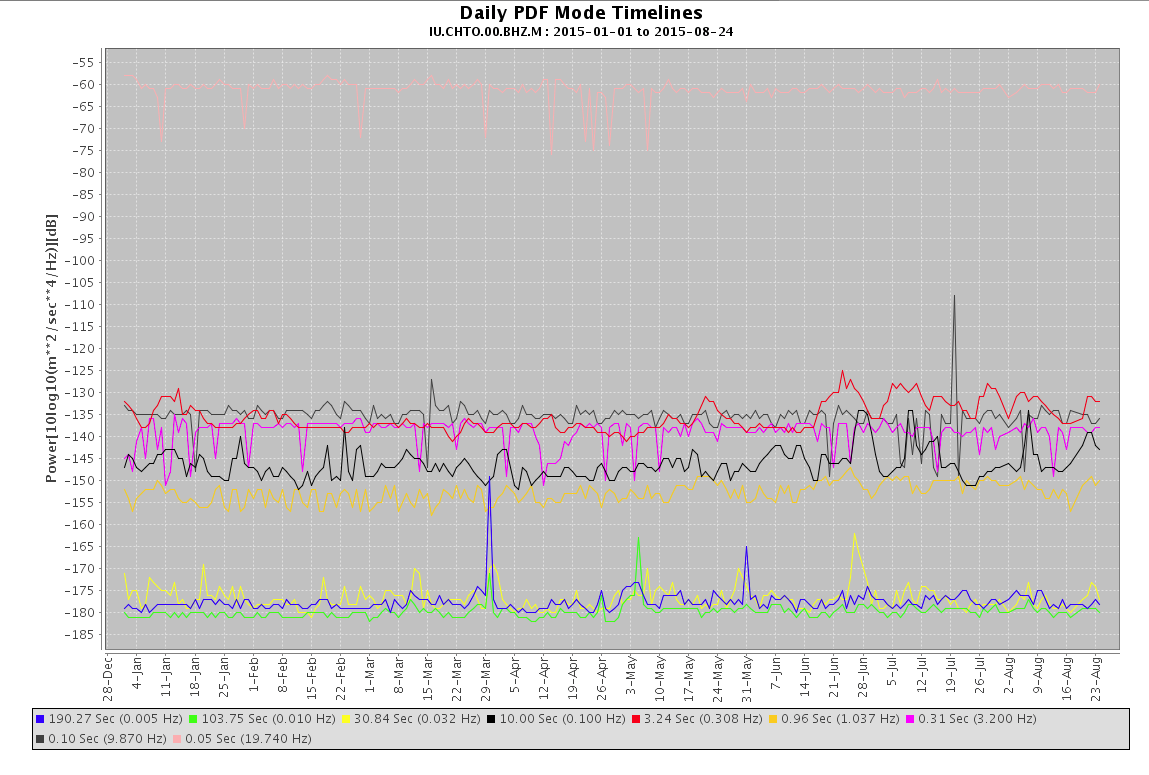 Daily PDF Mode Timelines
IU.CHTO.00.BHZ.M : 2015-01-01 to 2015-08-24
Power[10log10(m**2/sec**4/Hz)][dB]
-55
-60
-65
-70
-75
-80
-85
-90
-95
-100
-105
-110
-115
-120
-125
-130
-135
-140
-145
-150
-155
-160
-165
-170
-175
-180
-185
28-Dec
4-Jan
11-Jan
18-Jan
25-Jan
1-Feb
8-Feb
15-Feb
22-Feb
1-Mar
8-Mar
15-Mar
22-Mar
29-Mar
5-Apr
12-Apr
19-Apr
26-Apr
3-May
10-May
17-May
24-May
31-May
7-Jun
14-Jun
21-Jun
28-Jun
5-Jul
12-Jul
19-Jul
26-Jul
2-Aug
9-Aug
16-Aug
23-Aug
190.27 Sec (0.005 Hz) 103.75 Sec (0.010 Hz) 30.84 Sec (0.032 Hz) 10.00 Sec (0.100 Hz) 3.24 Sec (0.308 Hz) 0.96 Sec (1.037 Hz) 0.31 Sec (3.200 Hz)
0.10 Sec (9.870 Hz) 0.05 Sec (19.740 Hz)